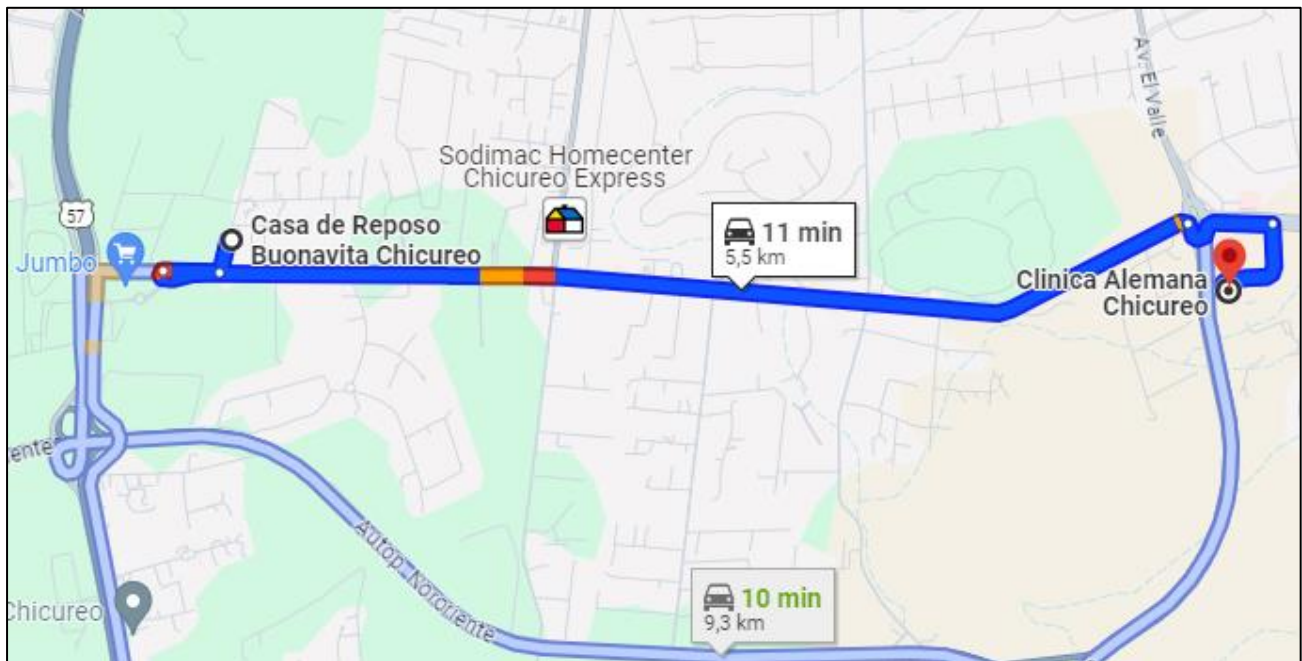 Av. El Valle
Sodimac Homecenter
Chicureo Express
57
Casa de Reposo
Buonavita Chicureo
Jumbo
11 min
5,5 km
Clinica Alemana
Chicureo
Autop. Nororiente
10 min
9,3 km
Chicureo